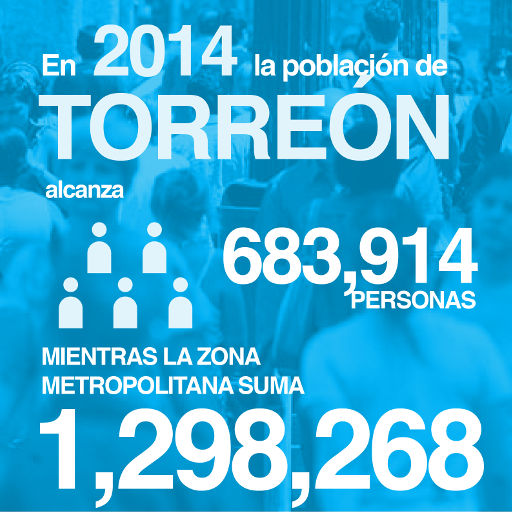 En 2014 la población de
TORREÓN
alcanza
683,914
PERSONAS
MIENTRAS LA ZONA
METROPOLITANA SUMA
1,298,268